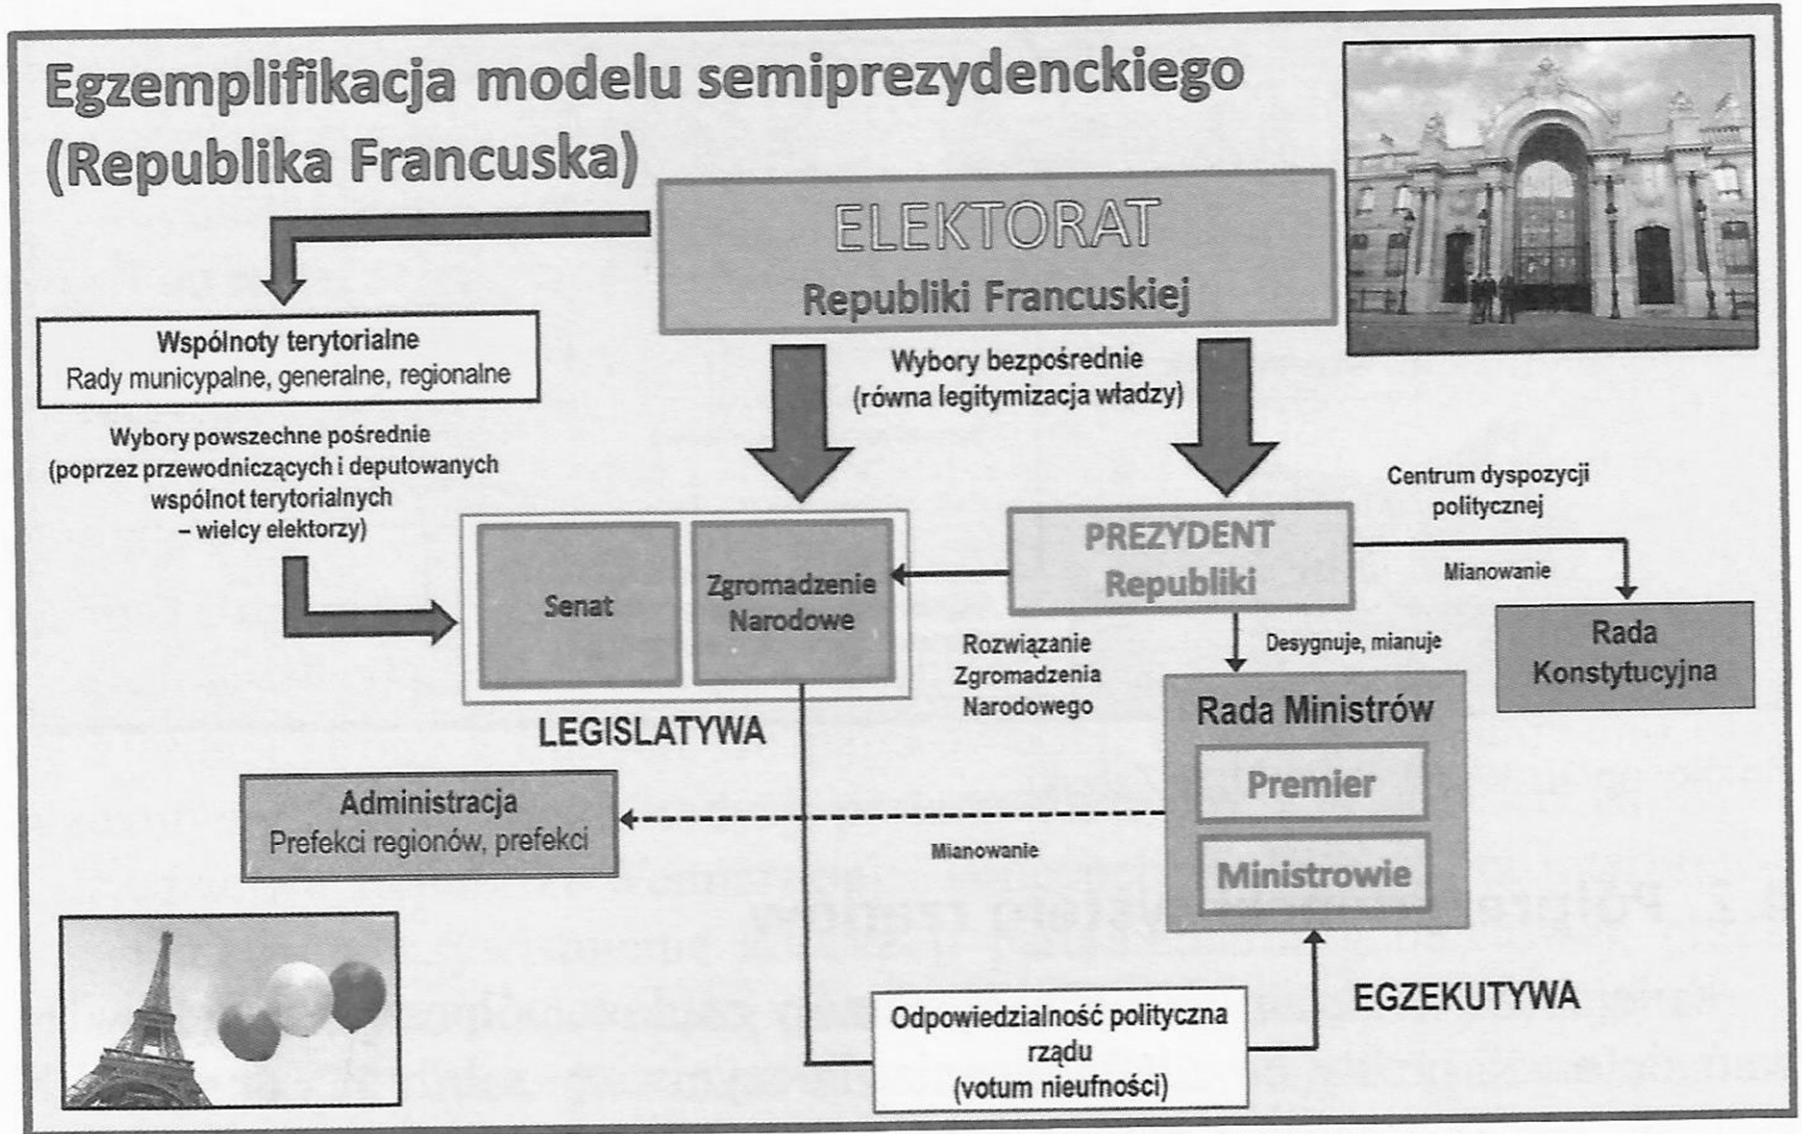 Egzemplifikacja modelu semiprezydenckiego
(Republika Francuska)
ELEKTORAT
Republiki Francuskiej
Wspólnoty terytorialne
Rady municypalne, generalne, regionalne
Wybory bezpośrednie
(równa legitymizacja władzy)
Wybory powszechne pośrednie
(poprzez przewodniczących i deputowanych
wspólnot terytorialnych
– wielcy elektorzy)
Centrum dyspozycji
politycznej
PREZYDENT
Republiki
Senat
Zgromadzenie
Narodowe
Mianowanie
Rozwiązanie
Zgromadzenia
Narodowego
Desygnuje, mianuje
Rada
Konstytucyjna
LEGISLATYWA
Rada Ministrów
Premier
Ministrowie
Administracja
Prefekci regionów, prefekci
Mianowanie
EGZEKUTYWA
Odpowiedzialność polityczna
rządu
(votum nieufności)